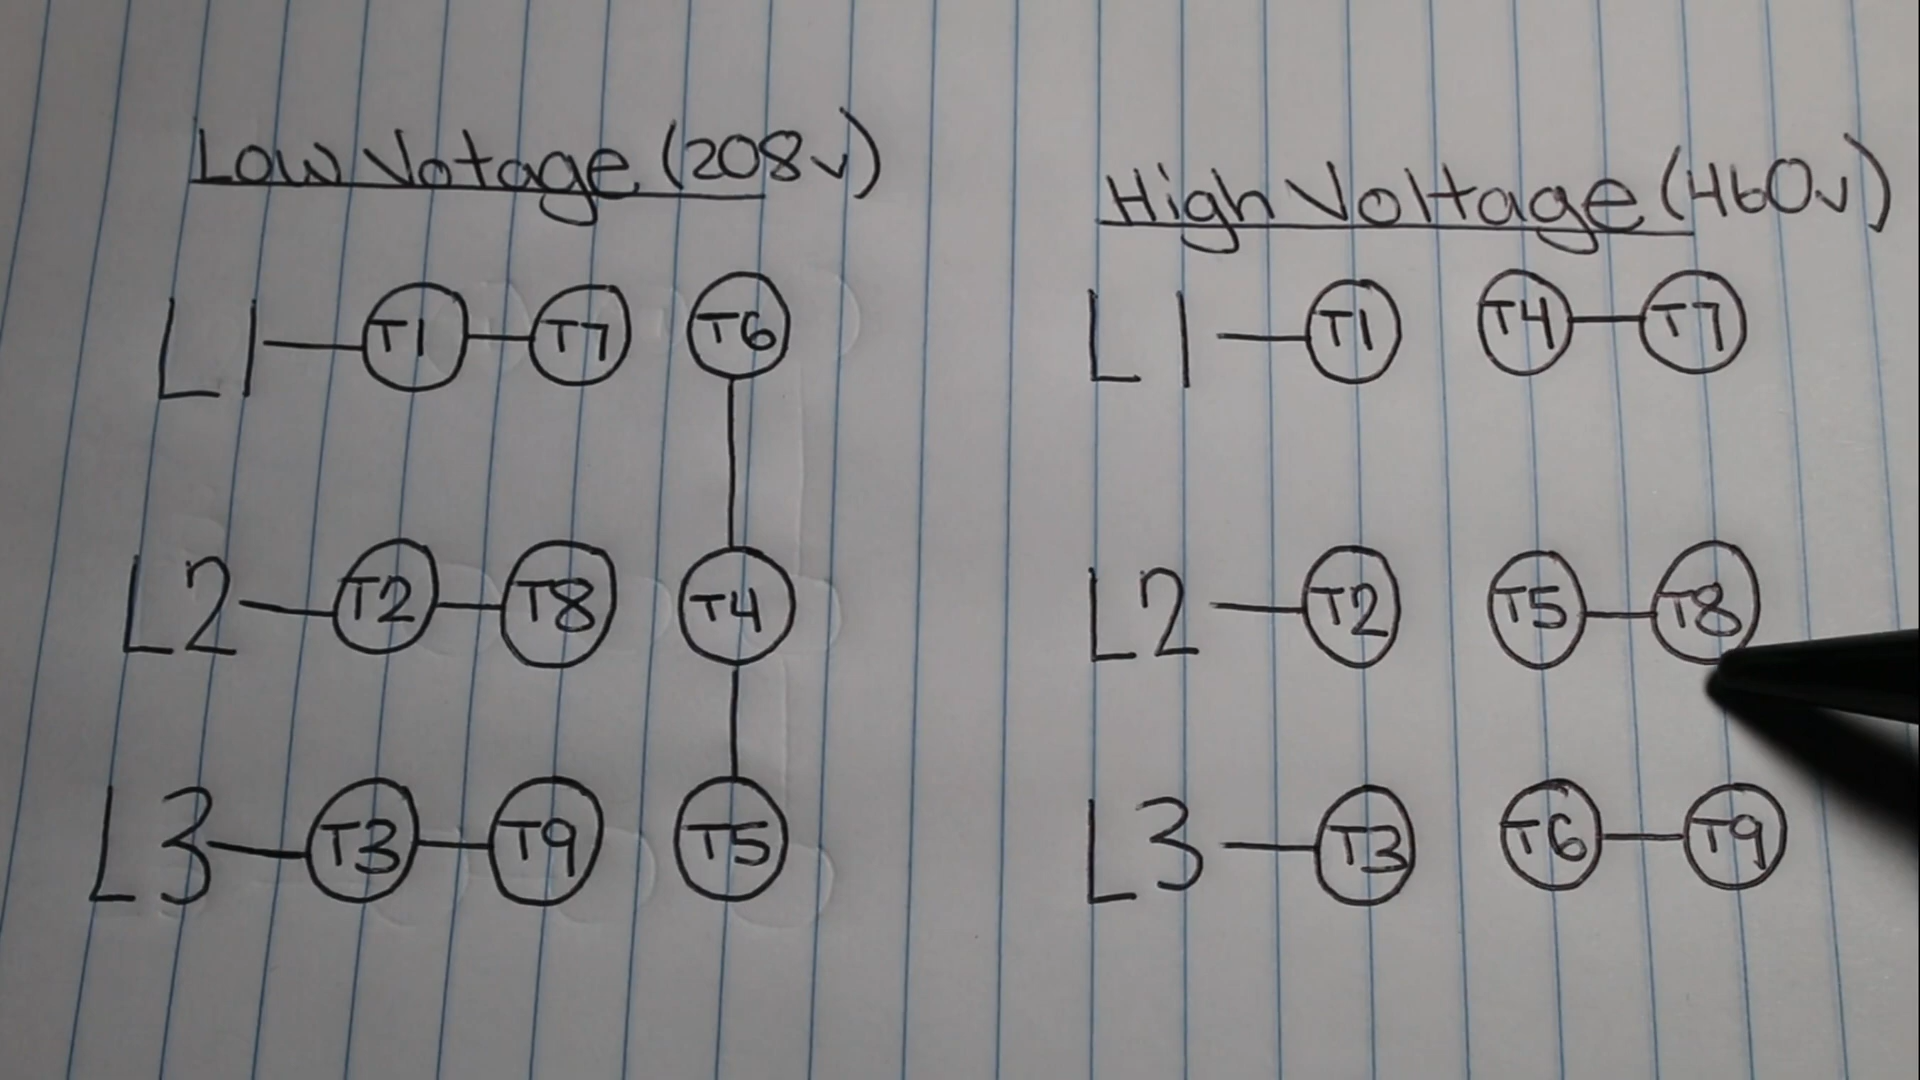 Low Votage (208v)
L1 T1 T7 T6
L2 T2 T8 T4
L3 T3 T9 T5
High Voltage (460v)
L1 T1 T4 T7
L2 T2 T5 T8
L3 T3 T6 T9